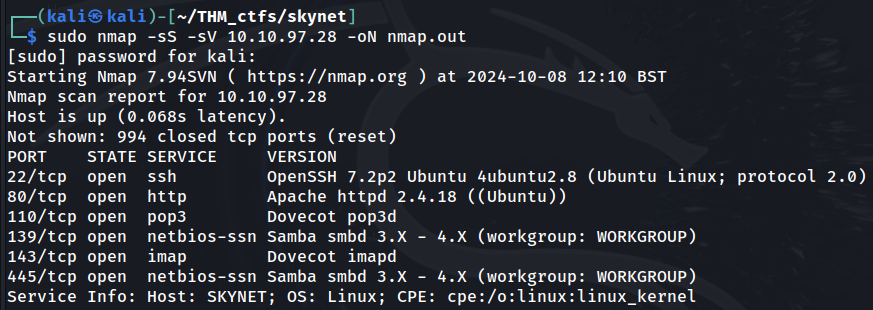 ┌──(kali㉿kali)-[~/THM_ctfs/skynet]
└─$ sudo nmap -sS -sV 10.10.97.28 -oN nmap.out
[sudo] password for kali:
Starting Nmap 7.94SVN ( https://nmap.org ) at 2024-10-08 12:10 BST
Nmap scan report for 10.10.97.28
Host is up (0.068s latency).
Not shown: 994 closed tcp ports (reset)
PORT    STATE SERVICE     VERSION
22/tcp  open  ssh         OpenSSH 7.2p2 Ubuntu 4ubuntu2.8 (Ubuntu Linux; protocol 2.0)
80/tcp  open  http        Apache httpd 2.4.18 ((Ubuntu))
110/tcp open  pop3        Dovecot pop3d
139/tcp open  netbios-ssn Samba smbd 3.X - 4.X (workgroup: WORKGROUP)
143/tcp open  imap        Dovecot imapd
445/tcp open  netbios-ssn Samba smbd 3.X - 4.X (workgroup: WORKGROUP)
Service Info: Host: SKYNET; OS: Linux; CPE: cpe:/o:linux:linux_kernel